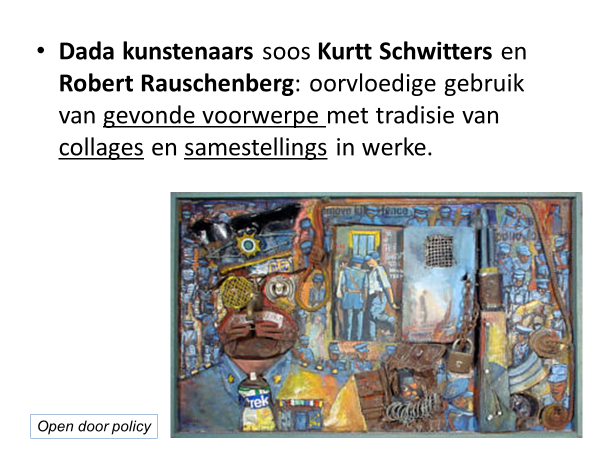 • Dada kunstenaars soos Kurtt Schwitters en
Robert Rauschenberg: oorvloedige gebruik
van gevonde voorwerpe met tradisie van
collages en samestellings in werke.
trek
Open door policy